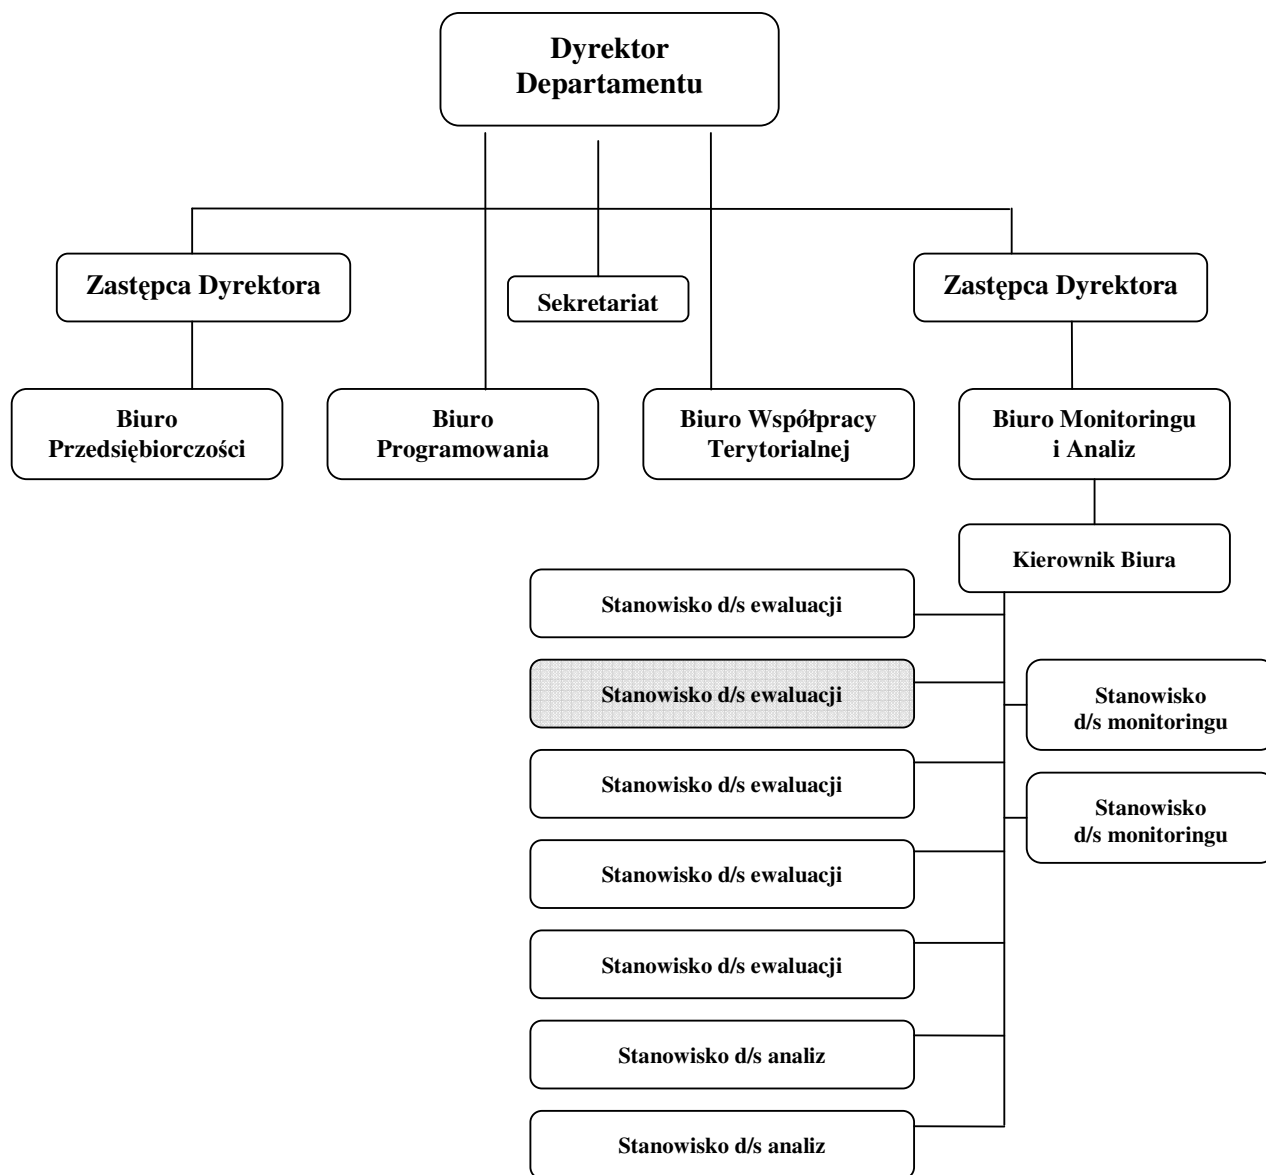 Dyrektor
Departamentu
Zastępca Dyrektora
Sekretariat
Zastępca Dyrektora
Biuro
Przedsiębiorczości
Biuro
Programowania
Biuro Współpracy
Terytorialnej
Biuro Monitoringu
i Analiz
Kierownik Biura
Stanowisko d/s ewaluacji
Stanowisko d/s ewaluacji
Stanowisko
d/s monitoringu
Stanowisko d/s ewaluacji
Stanowisko
d/s monitoringu
Stanowisko d/s ewaluacji
Stanowisko d/s ewaluacji
Stanowisko d/s analiz
Stanowisko d/s analiz